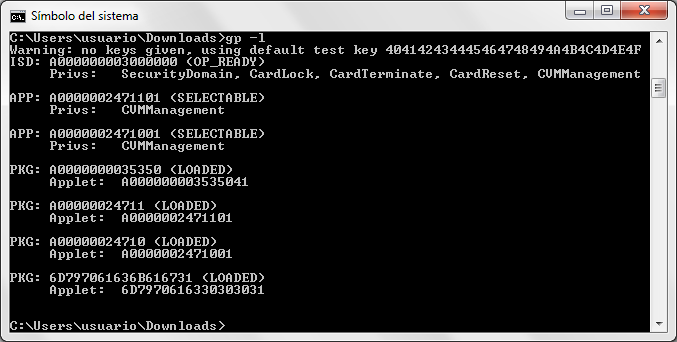 Símbolo del sistema
C:\Users\usuario\Downloads>gp -l
Warning: no keys given, using default test key 404142434445464748494A4B4C4D4E4F
ISD: A000000003000000 (OP_READY)
     Privs:   SecurityDomain, CardLock, CardTerminate, CardReset, CVMManagement
APP: A0000002471101 (SELECTABLE)
     Privs:   CVMManagement
APP: A0000002471001 (SELECTABLE)
     Privs:   CVMManagement
PKG: A0000000035350 (LOADED)
     Applet:  A000000003535041
PKG: A00000024711 (LOADED)
     Applet:  A0000002471101
PKG: A00000024710 (LOADED)
     Applet:  A0000002471001
PKG: 6D797061636B616731 (LOADED)
     Applet:  6D7970616330303031
C:\Users\usuario\Downloads>